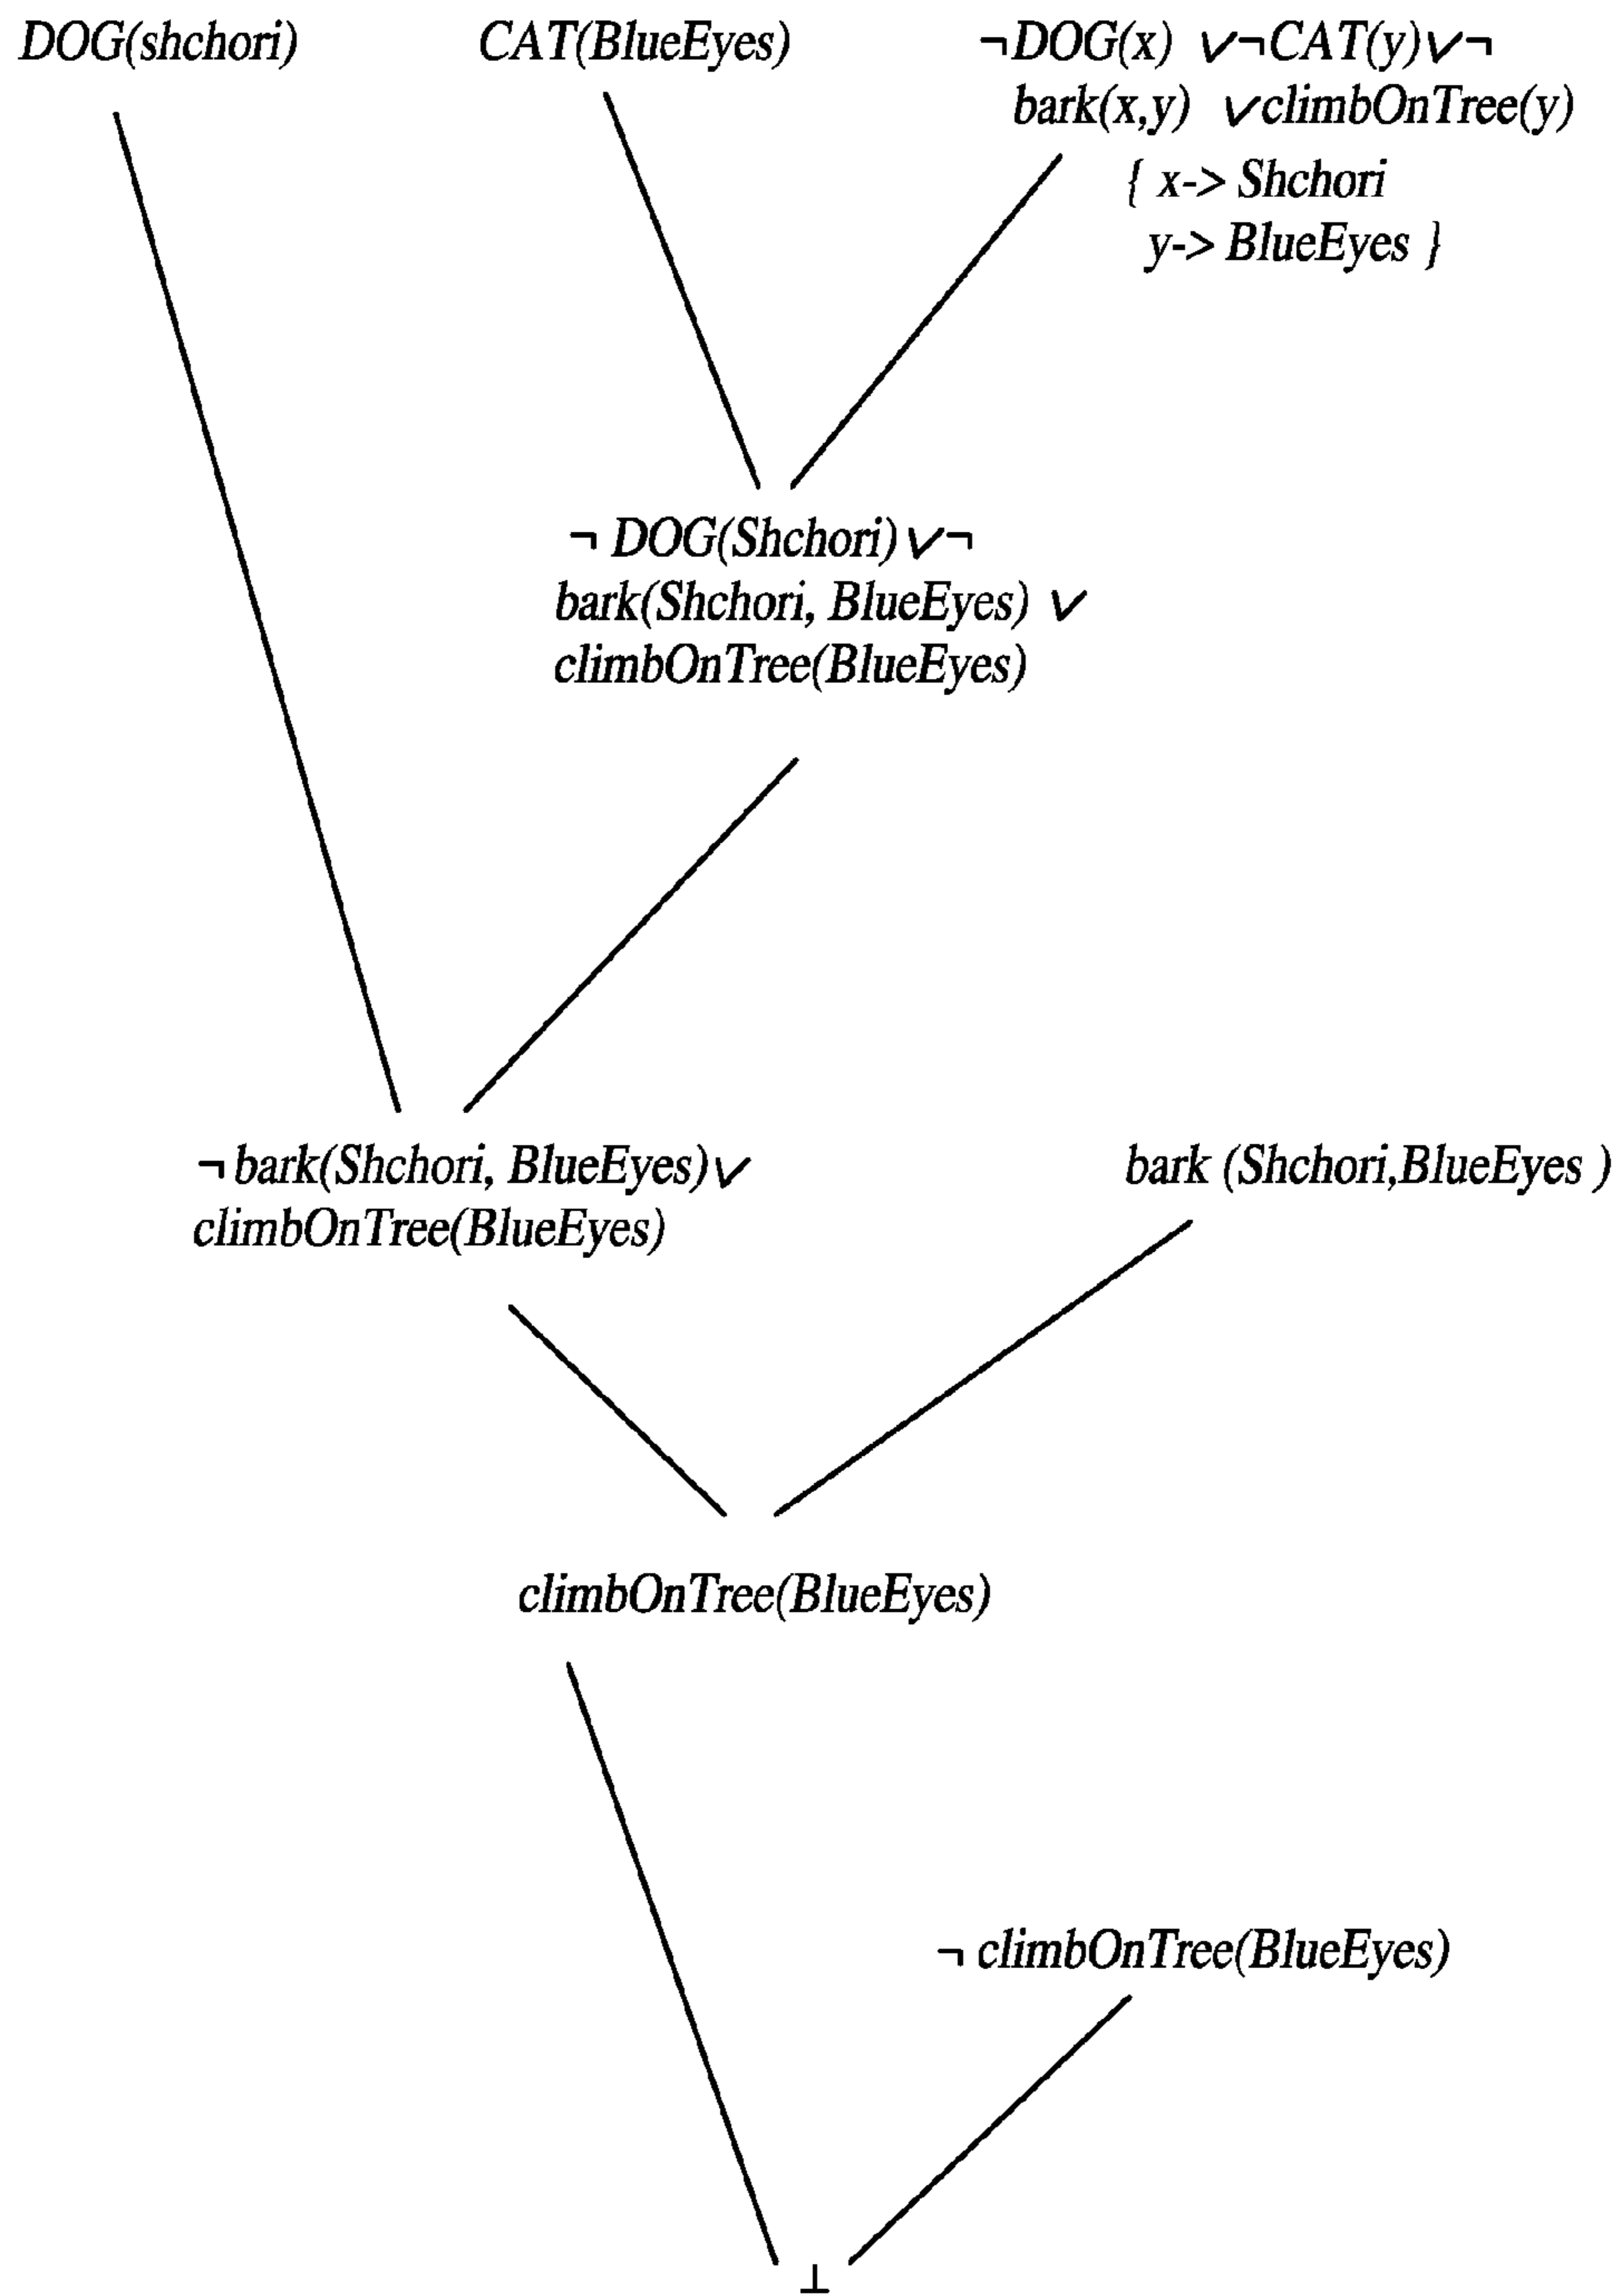 DOG(shchori)
CAT(BlueEyes)
¬DOG(x) ∨¬CAT(y)∨¬
bark(x,y) ∨climbOnTree(y)
{ x-> Shchori
y-> BlueEyes }
¬ DOG(Shchori)∨¬
bark(Shchori, BlueEyes) ∨
climbOnTree(BlueEyes)
¬ bark(Shchori, BlueEyes)∨
climbOnTree(BlueEyes)
bark (Shchori,BlueEyes )
climbOnTree(BlueEyes)
¬ climbOnTree(BlueEyes)
⊥